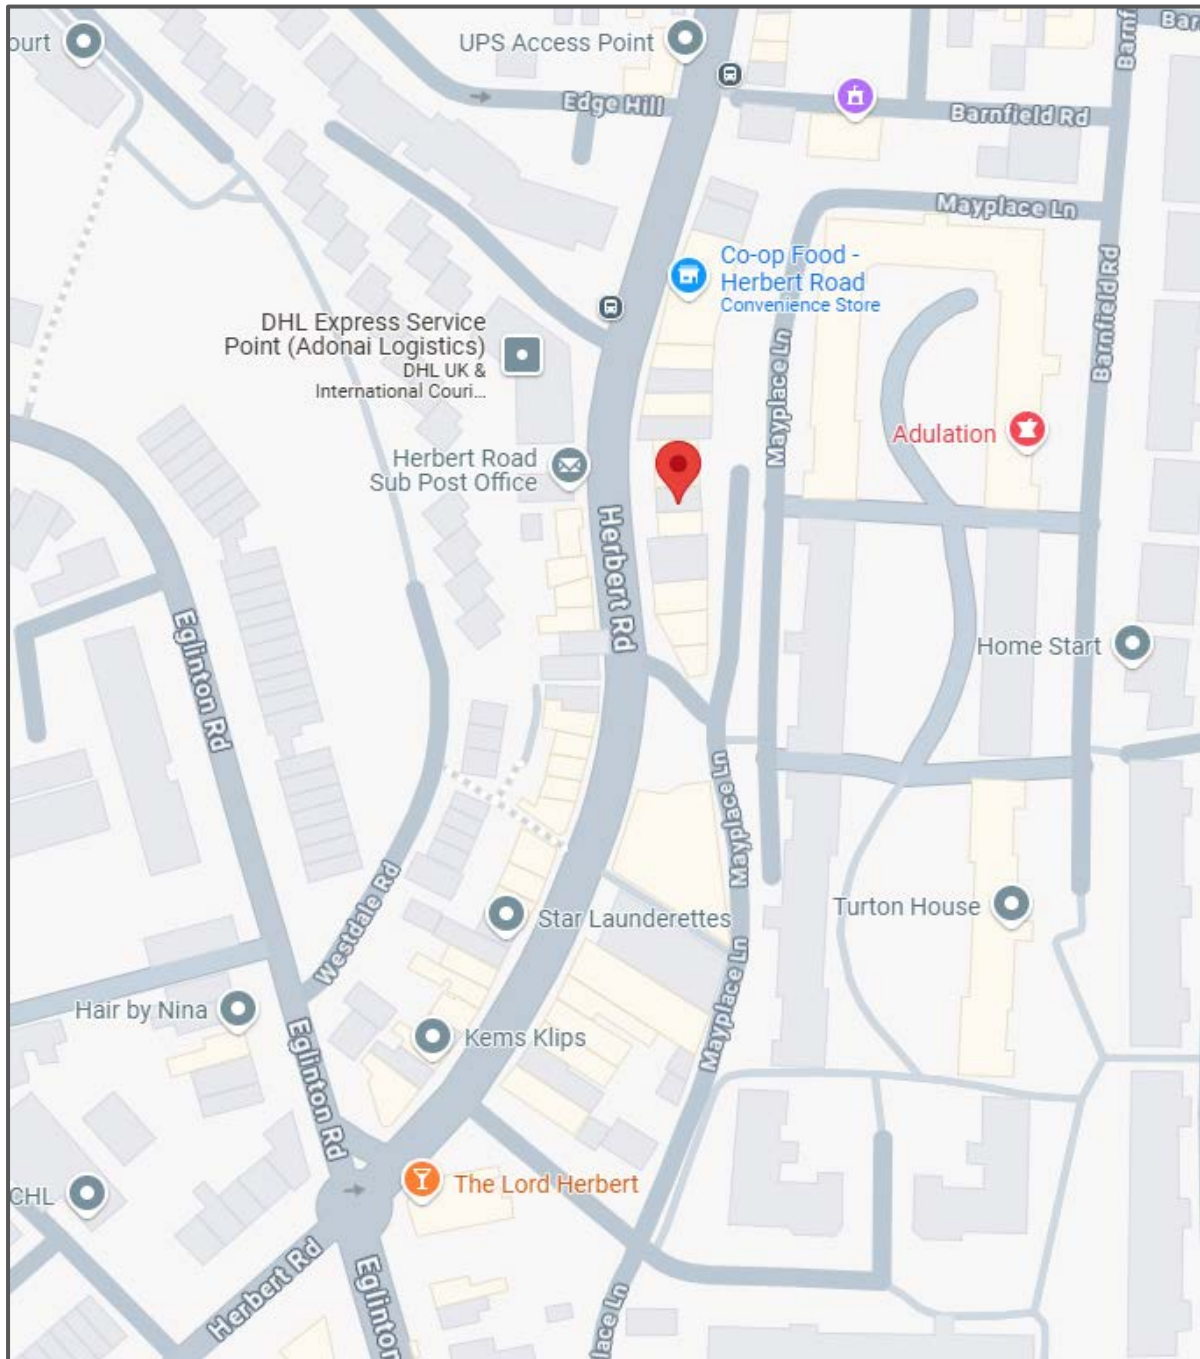 ourt
UPS Access Point
Barnf
Bar
Edge Hill
Barnfield Rd
Mayplace Ln
Co-op Food -
Herbert Road
Convenience Store
DHL Express Service
Point (Adonai Logistics)
DHL UK &
International Couri...
Barnfield Rd
Mayplace Ln
Adulation
Herbert Road
Sub Post Office
Herbert Rd
Eglinton Rd
Home Start
Mayplace Ln
Westdale Rd
Star Launderettes
Turton House
Hair by Nina
Mayplace Ln
Kems Klips
Eglinton Rd
CHL
The Lord Herbert
Herbert Rd
Eglinton
lace Ln